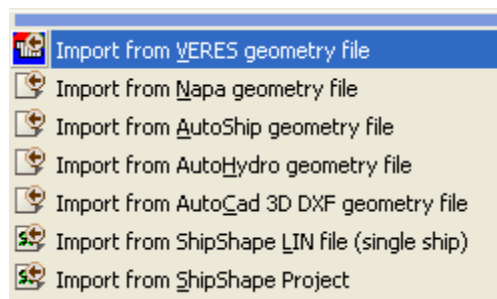 Import from VERES geometry file
Import from Napa geometry file
Import from AutoShip geometry file
Import from AutoHydro geometry file
Import from AutoCad 3D DXF geometry file
Import from ShipShape LIN file (single ship)
Import from ShipShape Project